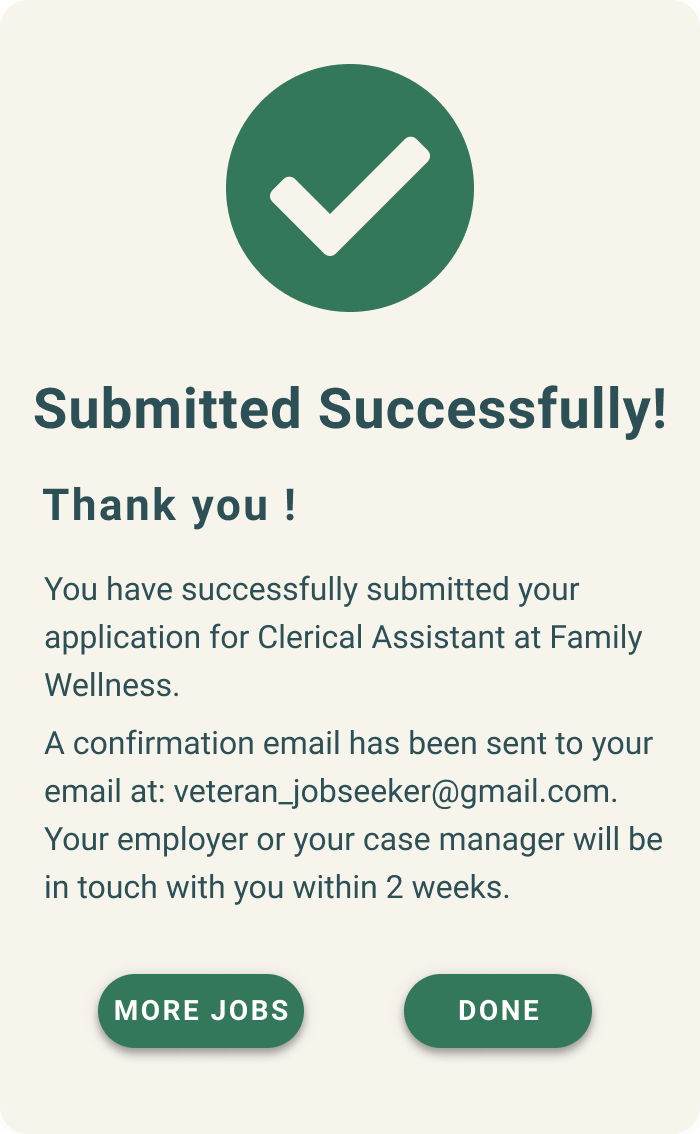 Submitted Successfully!
Thank you !
You have successfully submitted your
application for Clerical Assistant at Family
Wellness.
A confirmation email has been sent to your
email at: veteran_jobseeker@gmail.com.
Your employer or your case manager will be
in touch with you within 2 weeks.
MORE JOBS
DONE